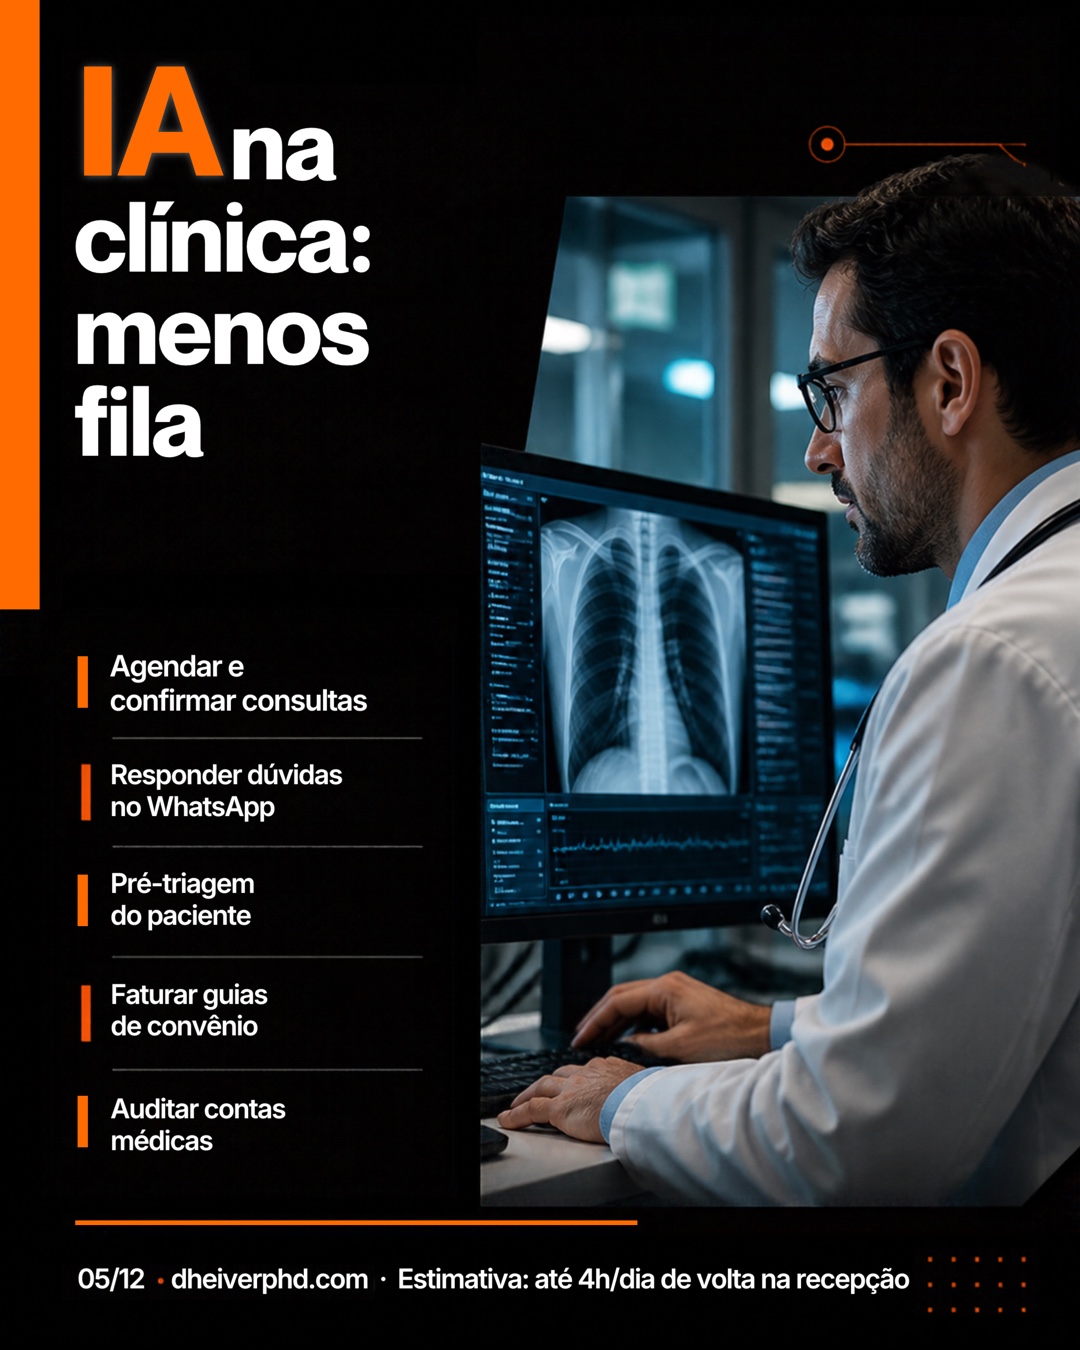 IA na
clínica:
menos
fila
Agendar e
confirmar consultas
Responder dúvidas
no WhatsApp
Pré-triagem
do paciente
Faturar guias
de convênio
Auditar contas
médicas
05/12 • dheiverphd.com · Estimativa: até 4h/dia de volta na recepção